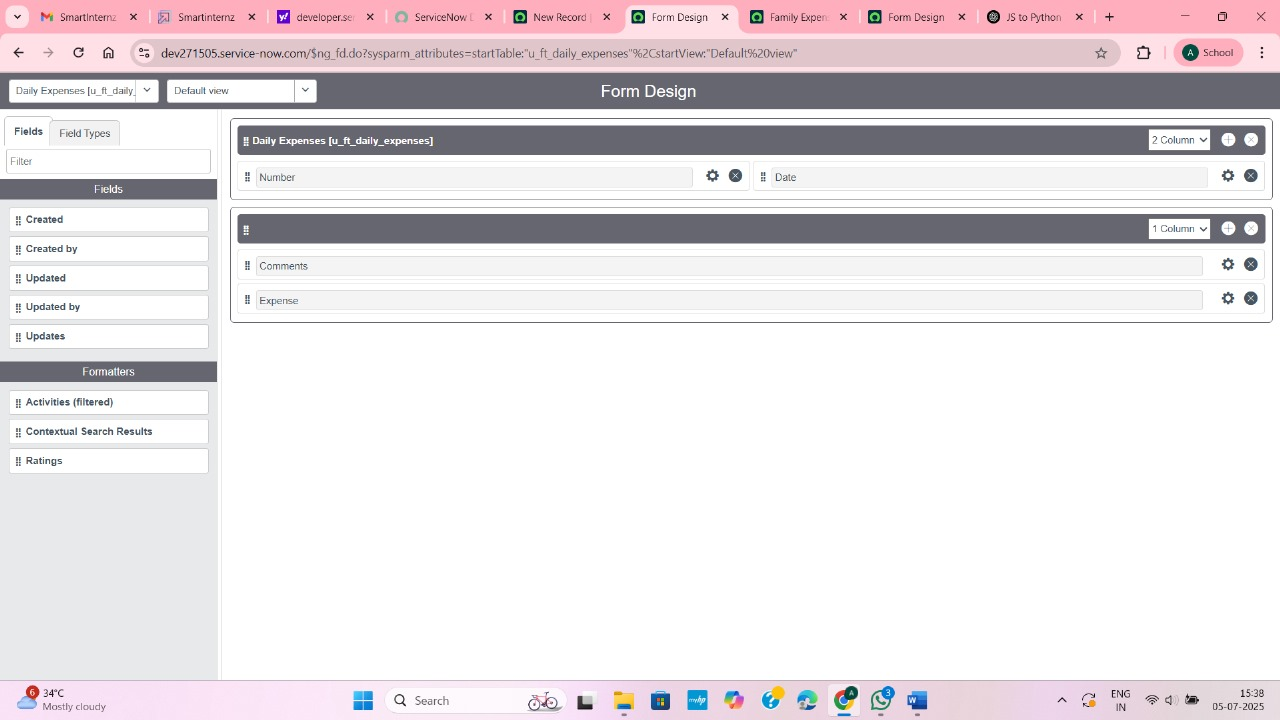 SmartInternz
Smartinternz
developer.ser
ServiceNow D
New Record |
Form Design
Family Expen
Form Design
JS to Python
dev271505.service-now.com/$ng_fd.do?sysparm_attributes=startTable:"u_ft_daily_expenses"%2CstartView:"Default%20view"
A School
Daily Expenses [u_ft_daily_
Default view
Form Design
Fields
Field Types
Filter
Fields
Created
Created by
Updated
Updated by
Updates
Formatters
Activities (filtered)
Contextual Search Results
Ratings
Daily Expenses [u_ft_daily_expenses]
2 Column
Number
Date
1 Column
Comments
Expense
6
34°C
Mostly cloudy
Search
myhp
A
3
W
ENG
IN
15:38
05-07-2025